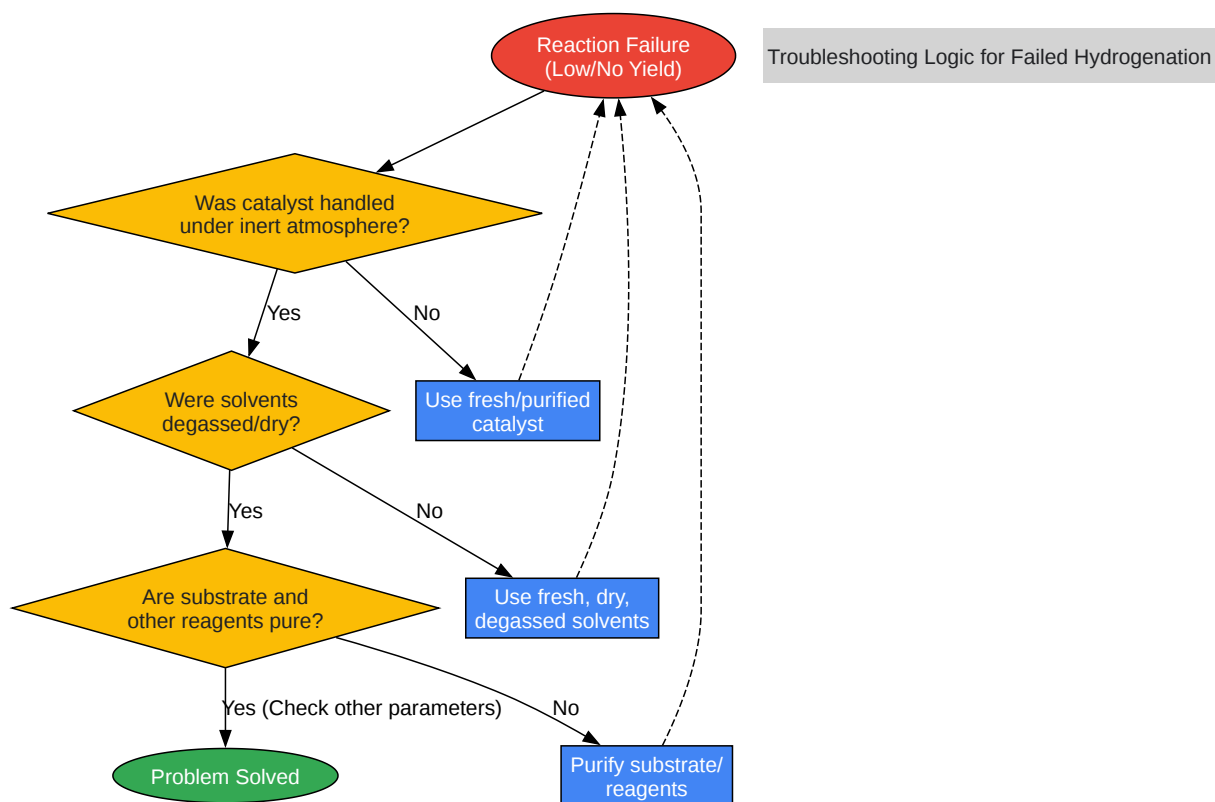 Reaction Failure
(Low/No Yield)
Troubleshooting Logic for Failed Hydrogenation
Was catalyst handled
under inert atmosphere?
Yes
No
Were solvents
degassed/dry?
Use fresh/purified
catalyst
Yes
No
Are substrate and
other reagents pure?
Use fresh, dry,
degassed solvents
Yes (Check other parameters)
No
Problem Solved
Purify substrate/
reagents